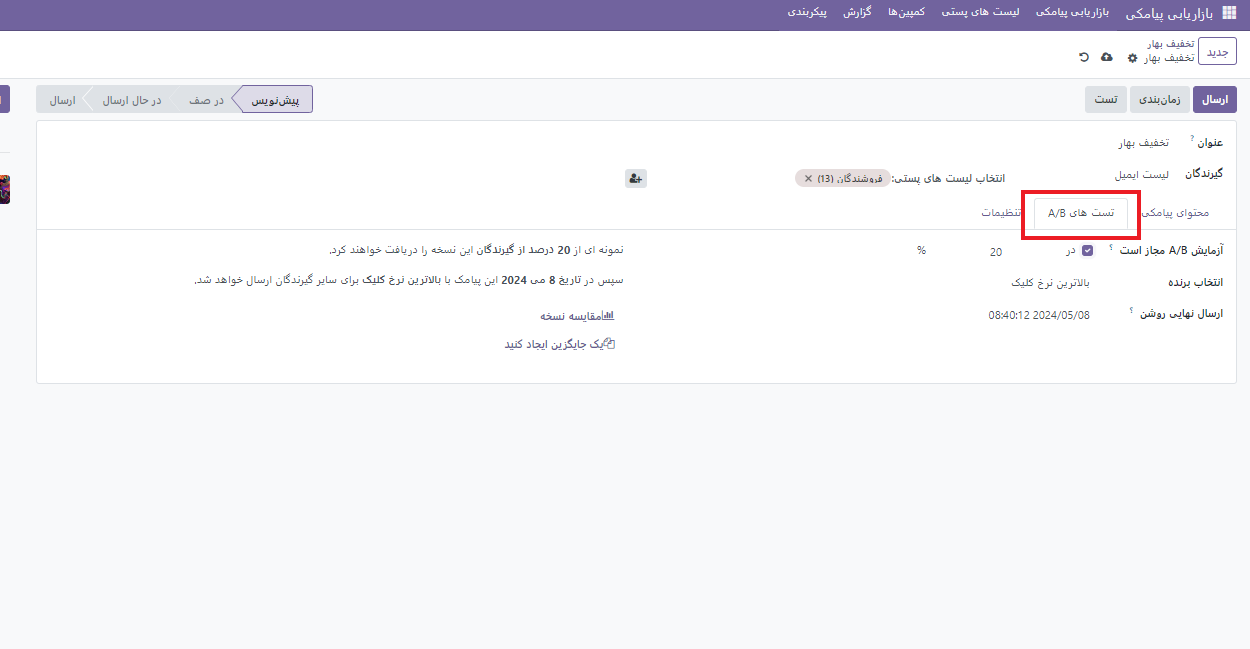 بازاریابی پیامکی بازاریابی پیامکی لیست های پستی کمپین‌ها گزارش پیکربندی
جدید
تخفیف بهار
تخفیف بهار
ارسال زمان‌بندی تست
پیش‌نویس در صف در حال ارسال ارسال
عنوان ? تخفیف بهار
گیرندگان لیست ایمیل
انتخاب لیست های پستی: فروشندگان (13) ✕
محتوای پیامکی تست های A/B تنظیمات
آزمایش A/B مجاز است ؟ در 20 %
انتخاب برنده بالاترین نرخ کلیک
ارسال نهایی روشن ؟ 2024/05/08 08:40:12
نمونه ای از 20 درصد از گیرندگان این نسخه را دریافت خواهند کرد.
سپس در تاریخ 8 می 2024 این پیامک با بالاترین نرخ کلیک برای سایر گیرندگان ارسال خواهد شد.
مقایسه نسخه
یک جایگزین ایجاد کنید